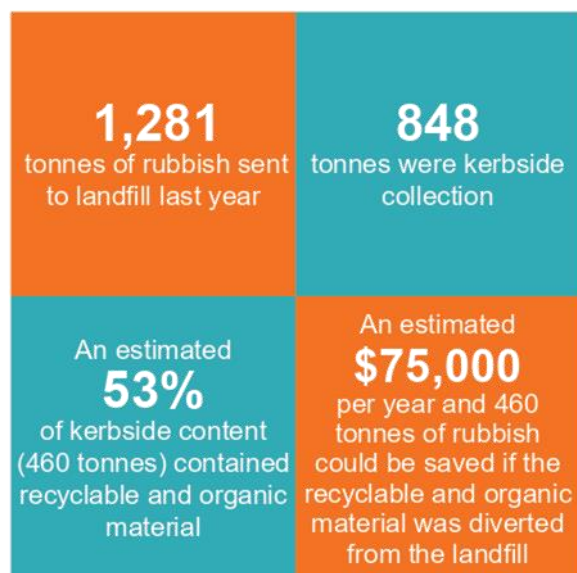 1,281
tonnes of rubbish sent
to landfill last year
848
tonnes were kerbside
collection
An estimated
53%
of kerbside content
(460 tonnes) contained
recyclable and organic
material
An estimated
$75,000
per year and 460
tonnes of rubbish
could be saved if the
recyclable and organic
material was diverted
from the landfill